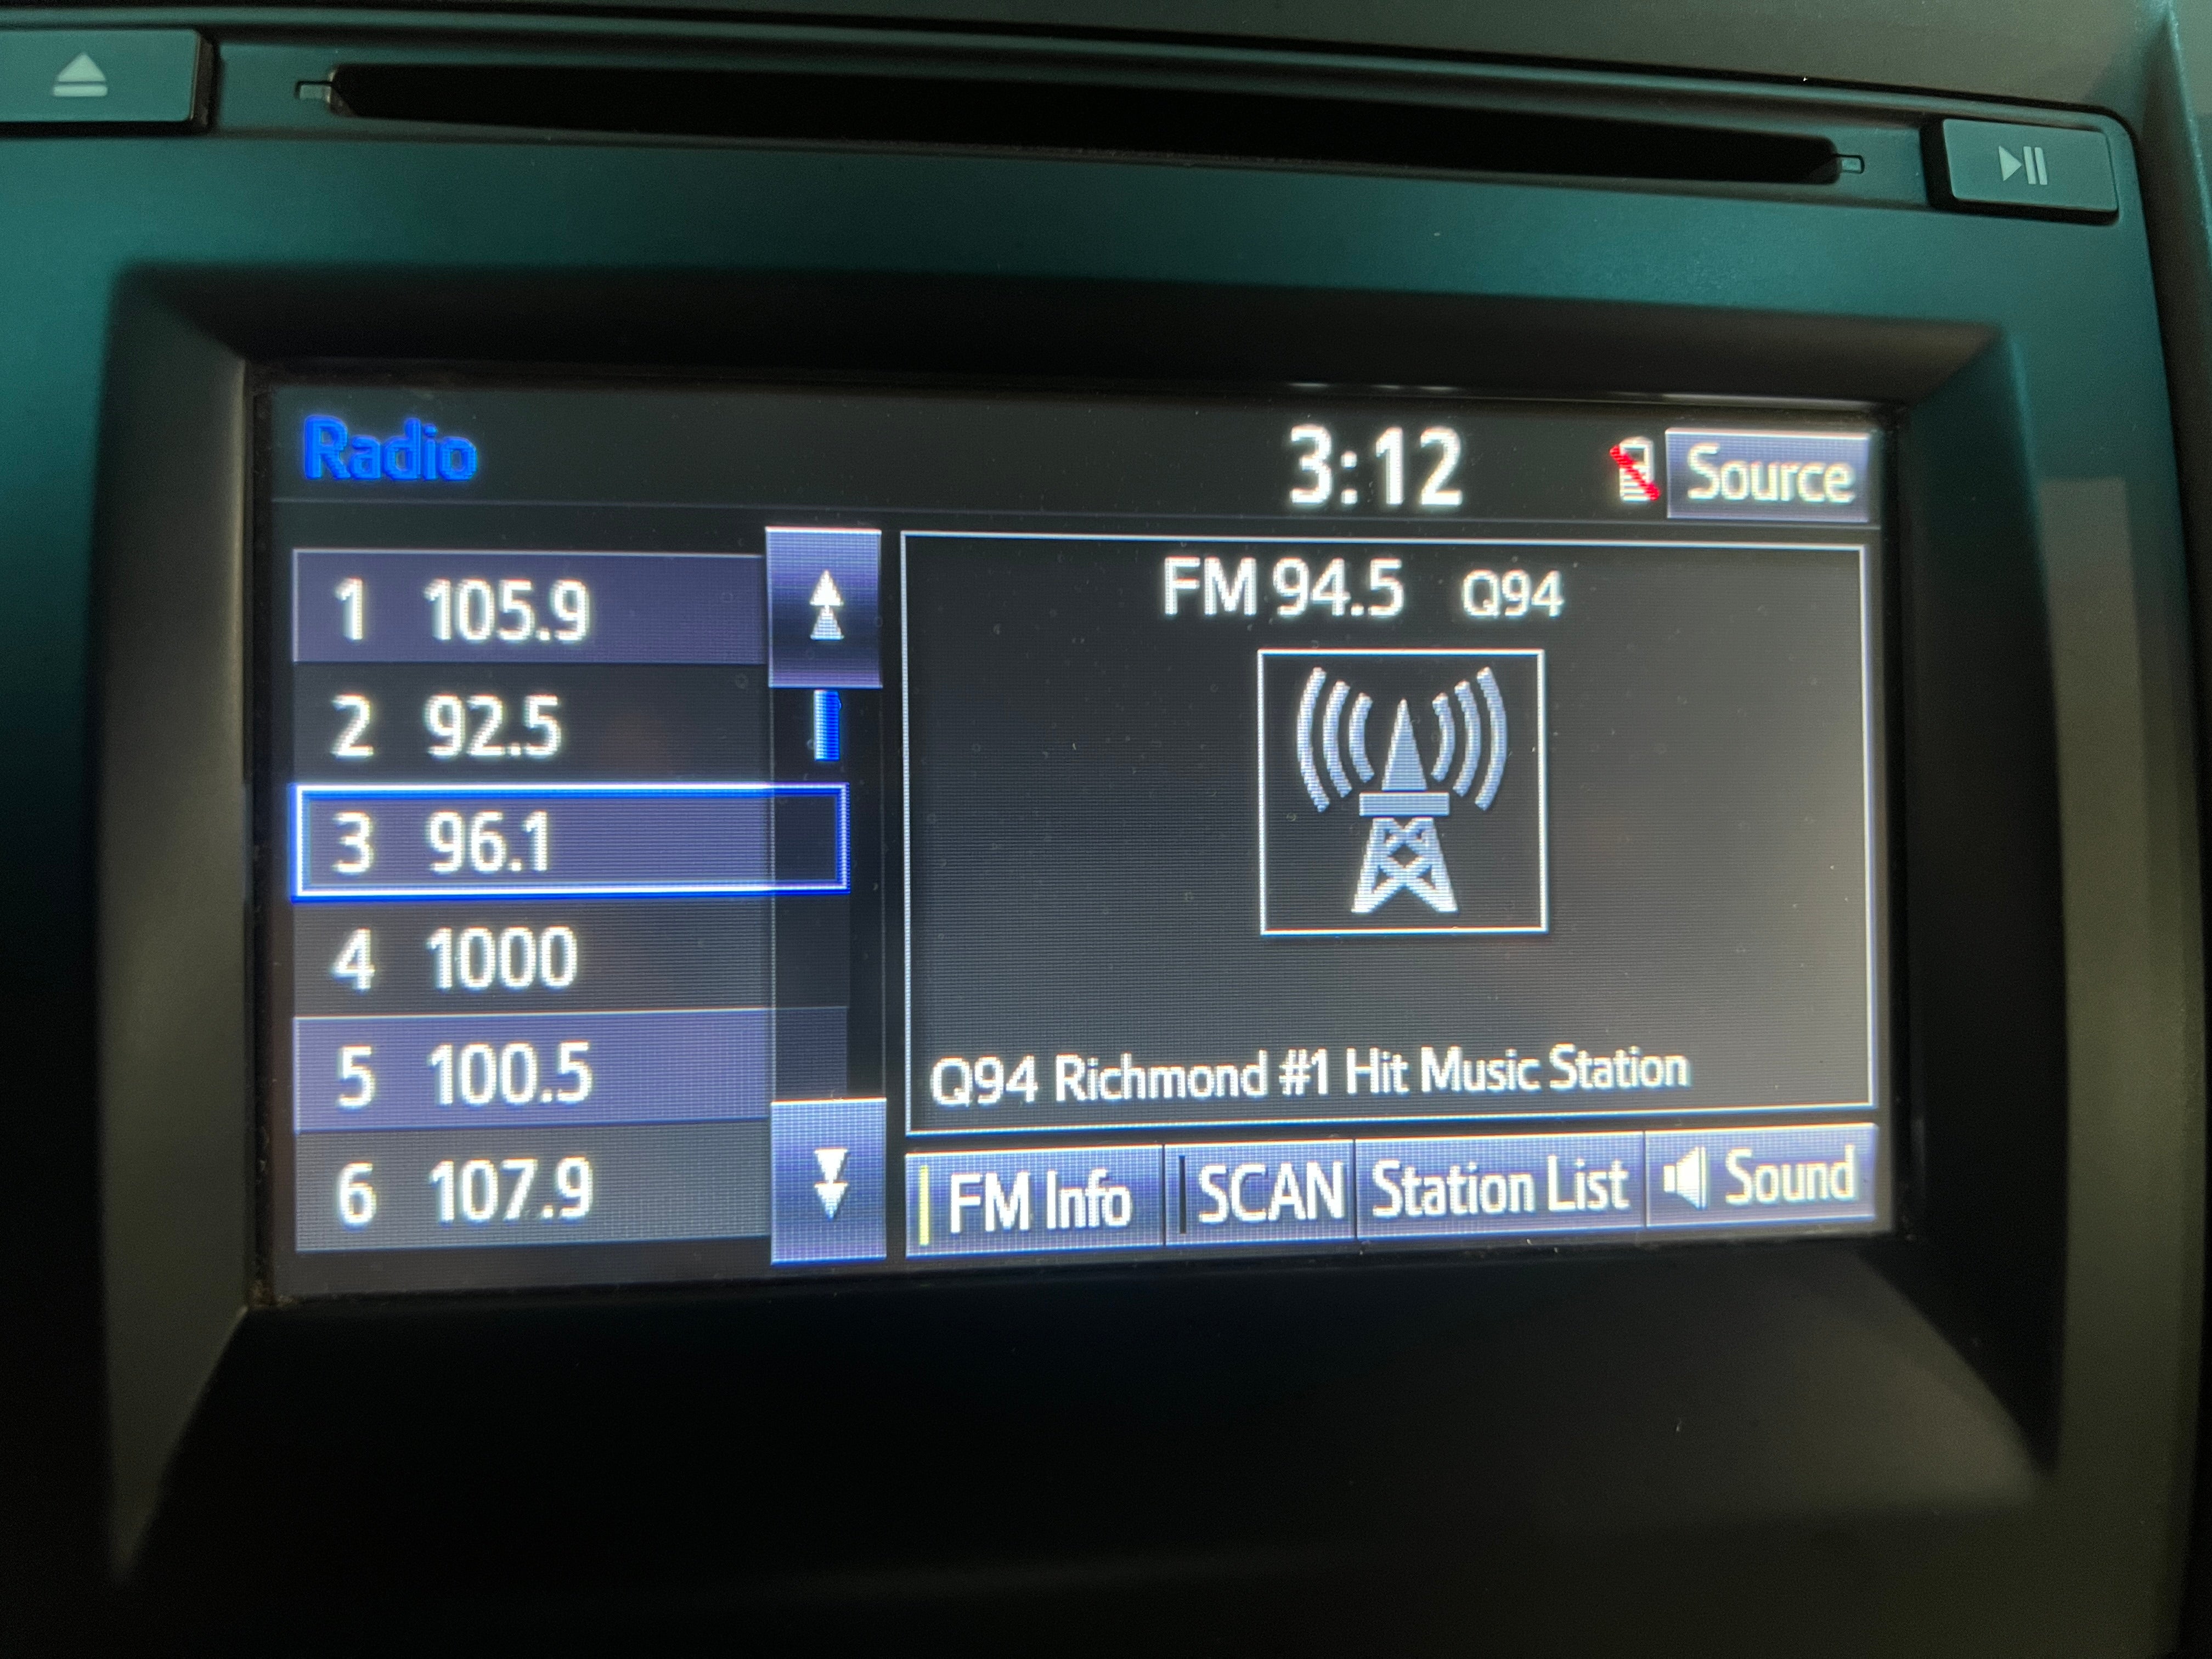 Radio
3:12
Source
1 105.9
2 92.5
3 96.1
4 1000
5 100.5
6 107.9
FM 94.5 Q94
Q94 Richmond #1 Hit Music Station
FM Info
SCAN
Station List
Sound